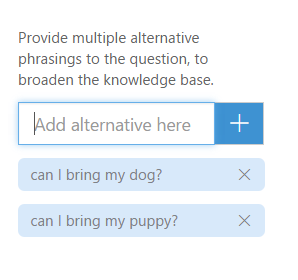 Provide multiple alternative
phrasings to the question, to
broaden the knowledge base.
Add alternative here
can I bring my dog?
can I bring my puppy?